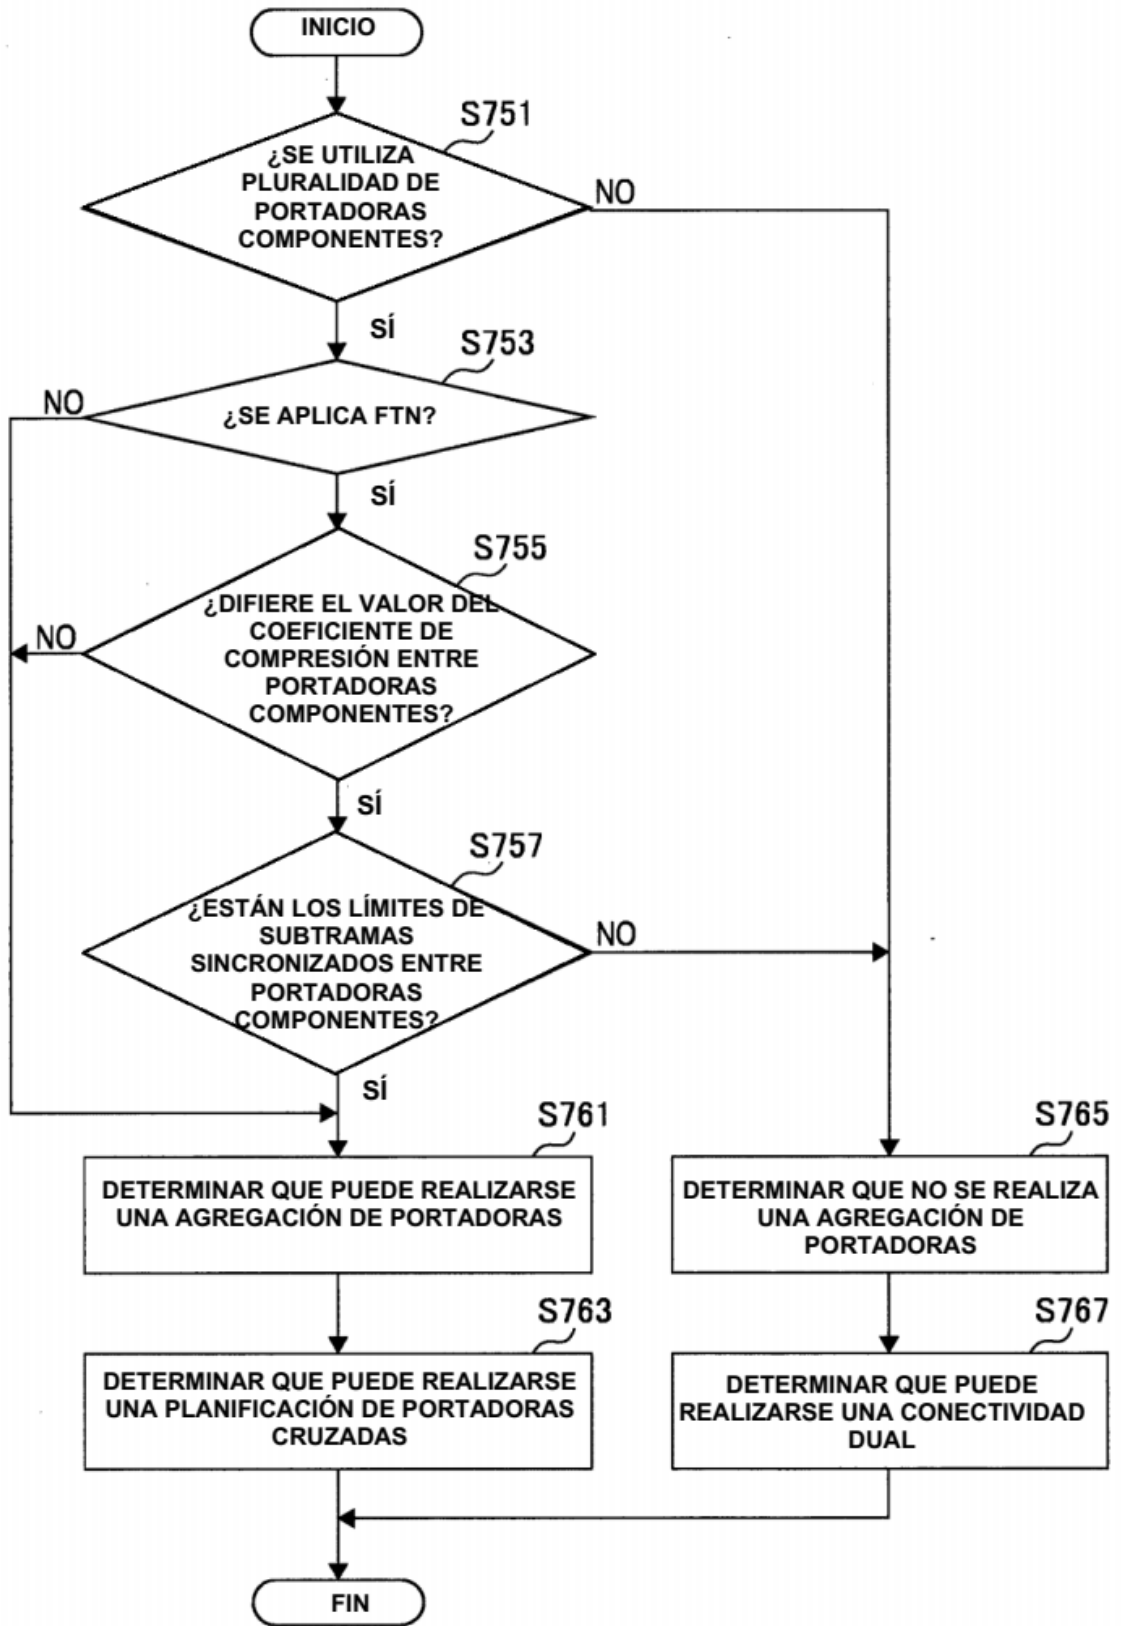 INICIO
S751
¿SE UTILIZA
PLURALIDAD DE
PORTADORAS
COMPONENTES?
NO
SÍ
S753
NO
¿SE APLICA FTN?
SÍ
S755
¿DIFIERE EL VALOR DEL
COEFICIENTE DE
COMPRESIÓN ENTRE
PORTADORAS
COMPONENTES?
NO
SÍ
S757
¿ESTÁN LOS LÍMITES DE
SUBTRAMAS
SINCRONIZADOS ENTRE
PORTADORAS
COMPONENTES?
NO
SÍ
S761
DETERMINAR QUE PUEDE REALIZARSE
UNA AGREGACIÓN DE PORTADORAS
S765
DETERMINAR QUE NO SE REALIZA
UNA AGREGACIÓN DE
PORTADORAS
S763
DETERMINAR QUE PUEDE REALIZARSE
UNA PLANIFICACIÓN DE PORTADORAS
CRUZADAS
S767
DETERMINAR QUE PUEDE
REALIZARSE UNA CONECTIVIDAD
DUAL
FIN